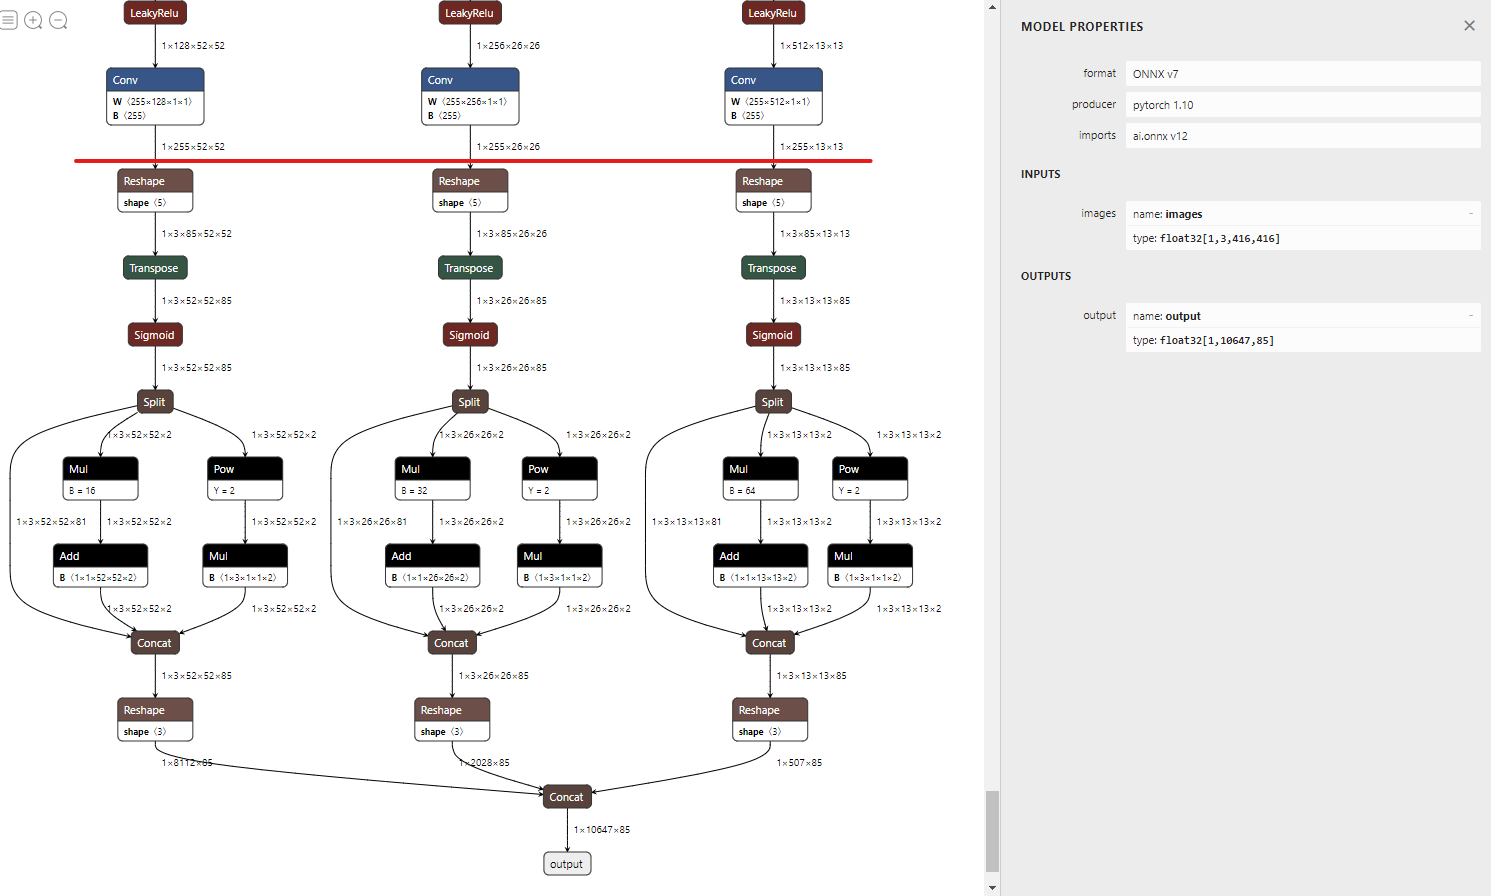 LeakyRelu LeakyRelu LeakyRelu
1×128×52×52 1×256×26×26 1×512×13×13
Conv Conv Conv
W ⟨255×128×1×1⟩ W ⟨255×256×1×1⟩ W ⟨255×512×1×1⟩
B ⟨255⟩ B ⟨255⟩ B ⟨255⟩
1×255×52×52 1×255×26×26 1×255×13×13
Reshape Reshape Reshape
shape ⟨5⟩ shape ⟨5⟩ shape ⟨5⟩
1×3×85×52×52 1×3×85×26×26 1×3×85×13×13
Transpose Transpose Transpose
1×3×52×52×85 1×3×26×26×85 1×3×13×13×85
Sigmoid Sigmoid Sigmoid
1×3×52×52×85 1×3×26×26×85 1×3×13×13×85
Split Split Split
1×3×52×52×2 1×3×52×52×2 1×3×26×26×2 1×3×26×26×2 1×3×13×13×2 1×3×13×13×2
Mul Pow Mul Pow Mul Pow
B = 16 Y = 2 B = 32 Y = 2 B = 64 Y = 2
1×3×52×52×81 1×3×52×52×2 1×3×52×52×2 1×3×26×26×81 1×3×26×26×2 1×3×26×26×2 1×3×13×13×81 1×3×13×13×2 1×3×13×13×2
Add Mul Add Mul Add Mul
B ⟨1×1×52×52×2⟩ B ⟨1×3×1×1×2⟩ B ⟨1×1×26×26×2⟩ B ⟨1×3×1×1×2⟩ B ⟨1×1×13×13×2⟩ B ⟨1×3×1×1×2⟩
1×3×52×52×2 1×3×52×52×2 1×3×26×26×2 1×3×26×26×2 1×3×13×13×2 1×3×13×13×2
Concat Concat Concat
1×3×52×52×85 1×3×26×26×85 1×3×13×13×85
Reshape Reshape Reshape
shape ⟨3⟩ shape ⟨3⟩ shape ⟨3⟩
1×8112×85 1×2028×85 1×507×85
Concat
1×10647×85
output
MODEL PROPERTIES
format ONNX v7
producer pytorch 1.10
imports ai.onnx v12
INPUTS
images name: images
type: float32[1,3,416,416]
OUTPUTS
output name: output
type: float32[1,10647,85]